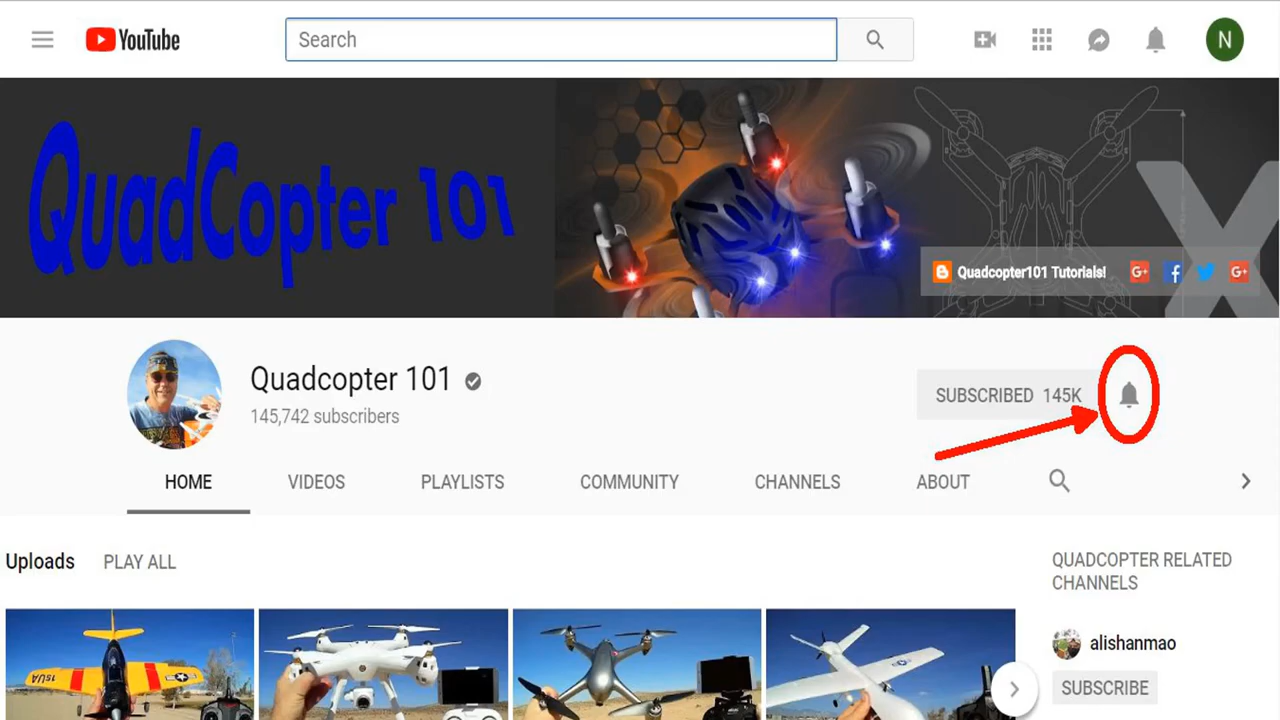 YouTube
Search
N
QuadCopter 101
X
Quadcopter101 Tutorials!
Quadcopter 101
145,742 subscribers
SUBSCRIBED 145K
HOME VIDEOS PLAYLISTS COMMUNITY CHANNELS ABOUT
Uploads PLAY ALL
QUADCOPTER RELATED
CHANNELS
alishanmao
SUBSCRIBE